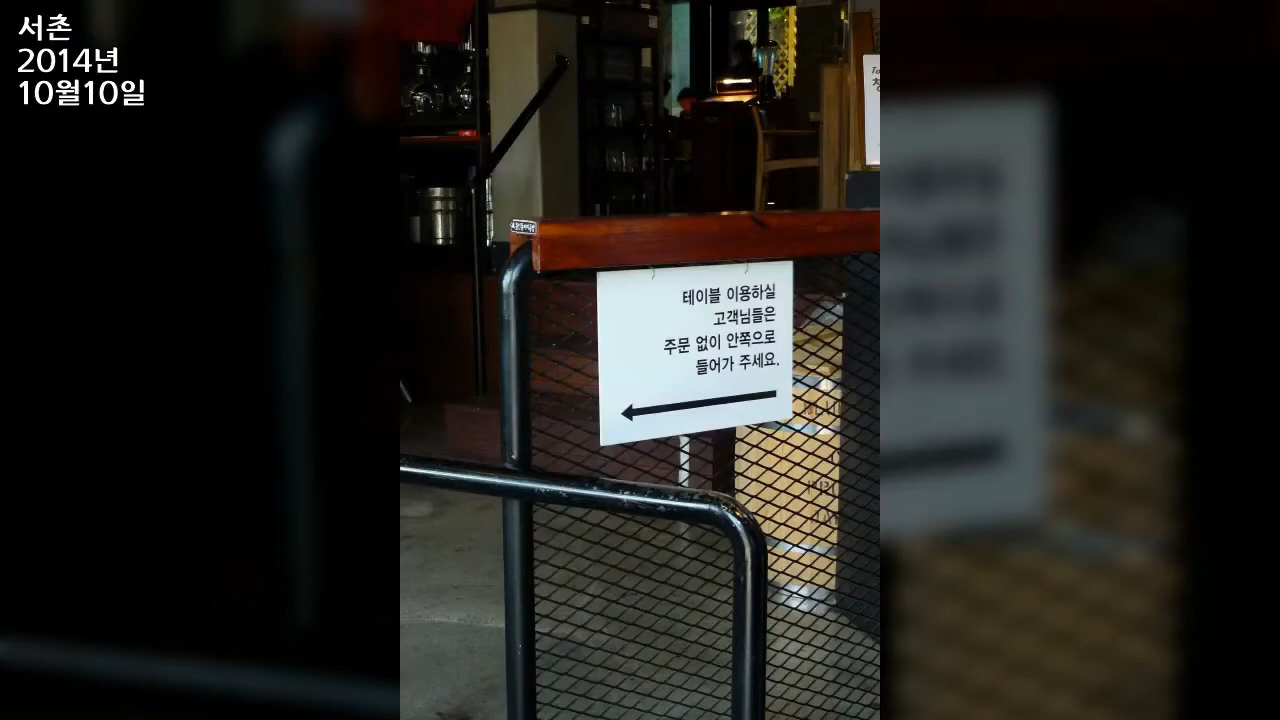 서촌
2014년
10월10일
테이블 이용하실
고객님들은
주문 없이 안쪽으로
들어가 주세요.